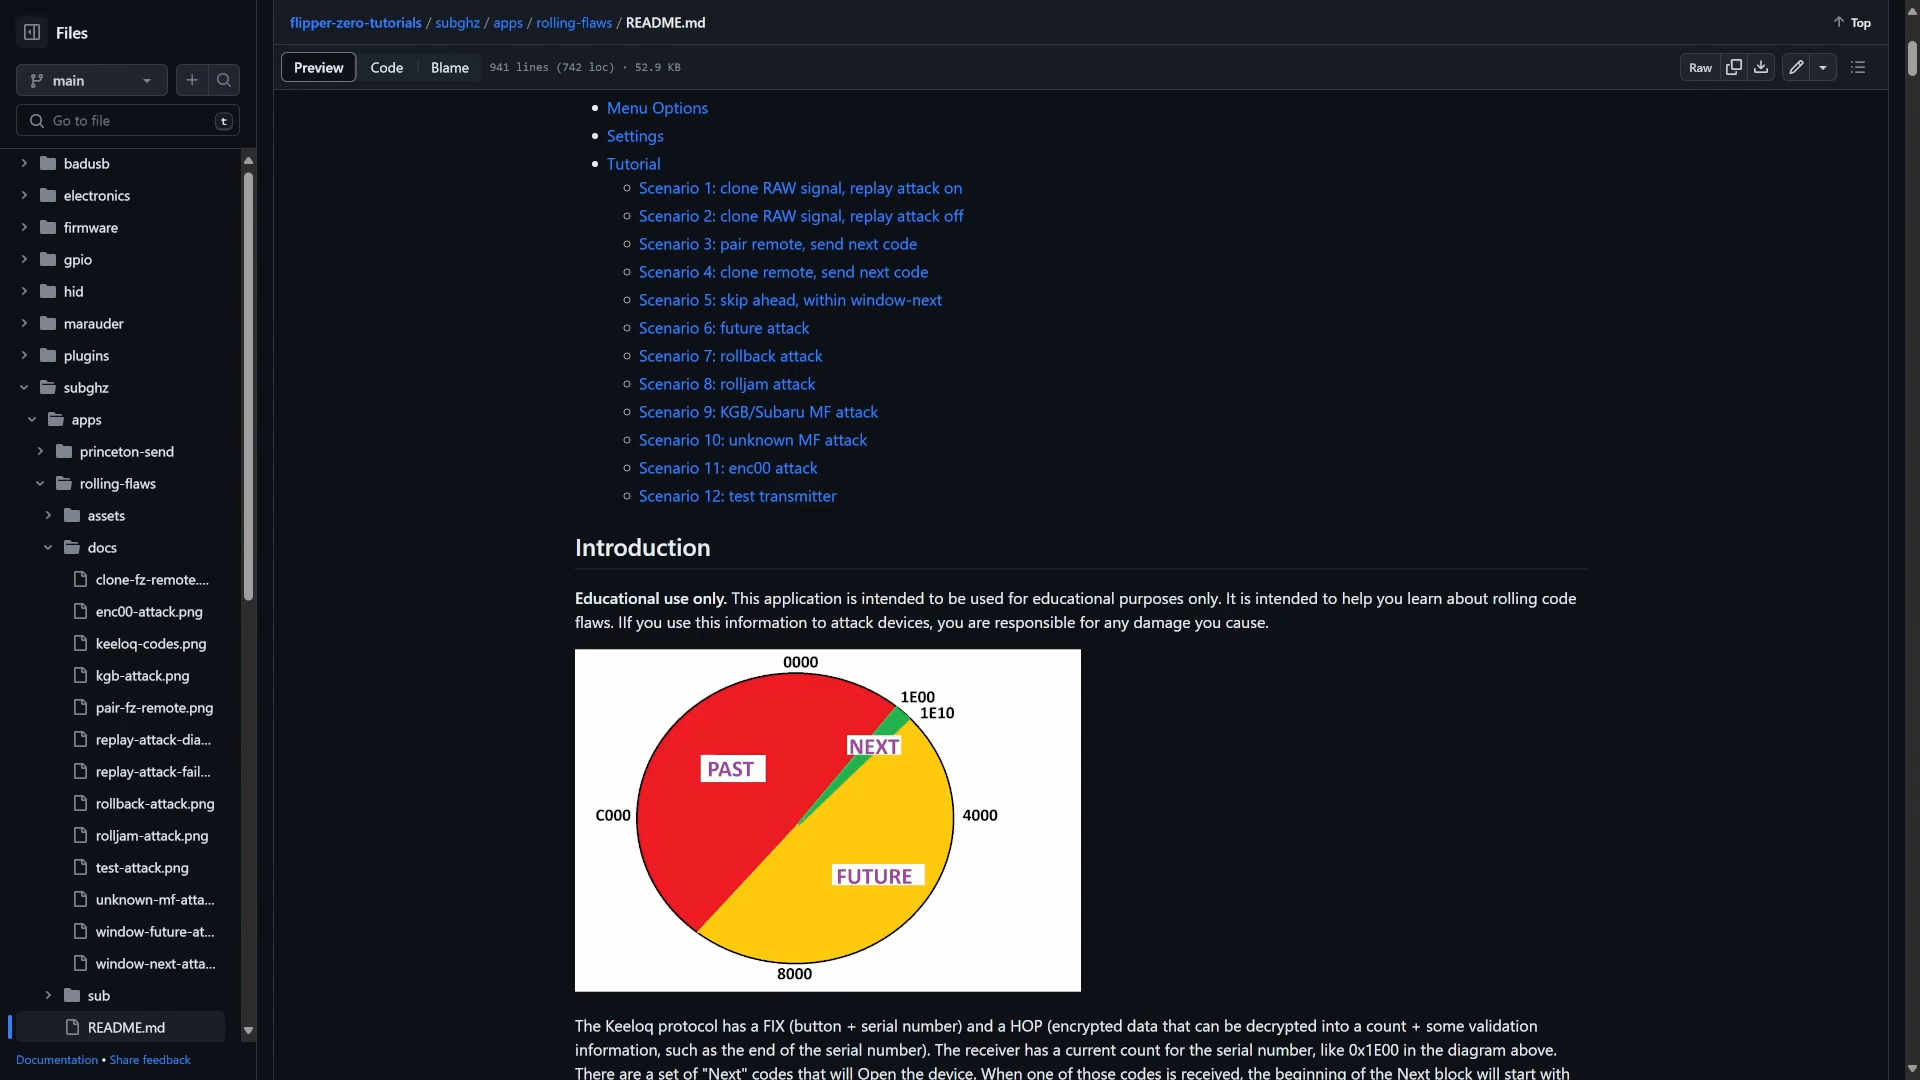 Files
main
Go to file
t
badusb
electronics
firmware
gpio
hid
marauder
plugins
subghz
apps
princeton-send
rolling-flaws
assets
docs
clone-fz-remote....
enc00-attack.png
keeloq-codes.png
kgb-attack.png
pair-fz-remote.png
replay-attack-dia...
replay-attack-fail...
rollback-attack.png
rolljam-attack.png
test-attack.png
unknown-mf-atta...
window-future-at...
window-next-atta...
sub
README.md
Documentation • Share feedback
flipper-zero-tutorials / subghz / apps / rolling-flaws / README.md
Top
Preview Code Blame 941 lines (742 loc) · 52.9 KB
Raw
Menu Options
Settings
Tutorial
Scenario 1: clone RAW signal, replay attack on
Scenario 2: clone RAW signal, replay attack off
Scenario 3: pair remote, send next code
Scenario 4: clone remote, send next code
Scenario 5: skip ahead, within window-next
Scenario 6: future attack
Scenario 7: rollback attack
Scenario 8: rolljam attack
Scenario 9: KGB/Subaru MF attack
Scenario 10: unknown MF attack
Scenario 11: enc00 attack
Scenario 12: test transmitter
Introduction
Educational use only. This application is intended to be used for educational purposes only. It is intended to help you learn about rolling code
flaws. IIf you use this information to attack devices, you are responsible for any damage you cause.
0000
1E00
1E10
NEXT
PAST
C000
4000
FUTURE
8000
The Keeloq protocol has a FIX (button + serial number) and a HOP (encrypted data that can be decrypted into a count + some validation
information, such as the end of the serial number). The receiver has a current count for the serial number, like 0x1E00 in the diagram above.
There are a set of "Next" codes that will Open the device. When one of those codes is received, the beginning of the Next block will start with